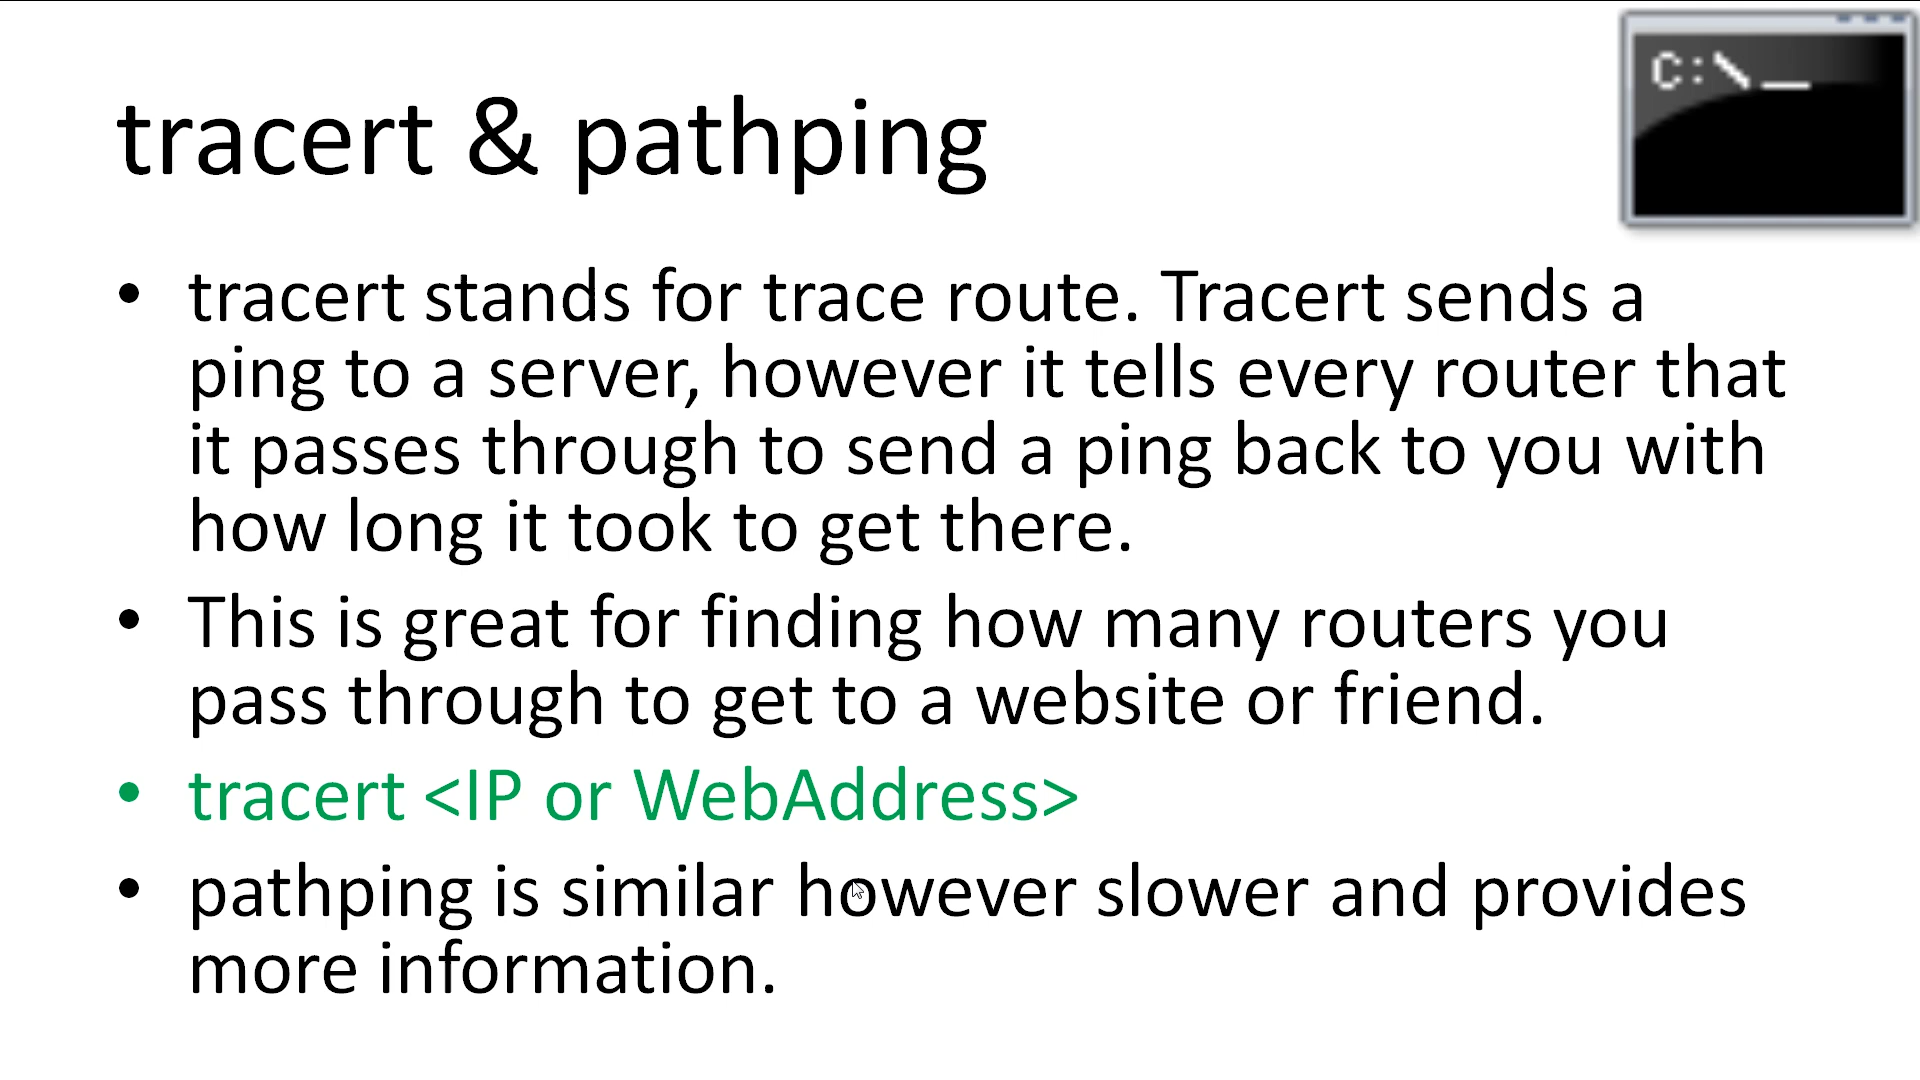 C:\_
tracert & pathping
• tracert stands for trace route. Tracert sends a
ping to a server, however it tells every router that
it passes through to send a ping back to you with
how long it took to get there.
• This is great for finding how many routers you
pass through to get to a website or friend.
• tracert <IP or WebAddress>
• pathping is similar however slower and provides
more information.